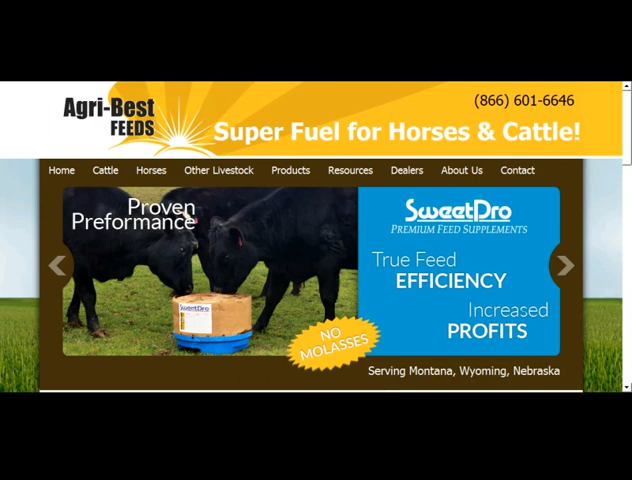 Agri-Best
FEEDS
(866) 601-6646
Super Fuel for Horses & Cattle!
Home Cattle Horses Other Livestock Products Resources Dealers About Us Contact
Proven
Preformance
SweetPro
PREMIUM FEED SUPPLEMENTS
True Feed
EFFICIENCY
Increased
PROFITS
SweetPro
NO
MOLASSES
Serving Montana, Wyoming, Nebraska